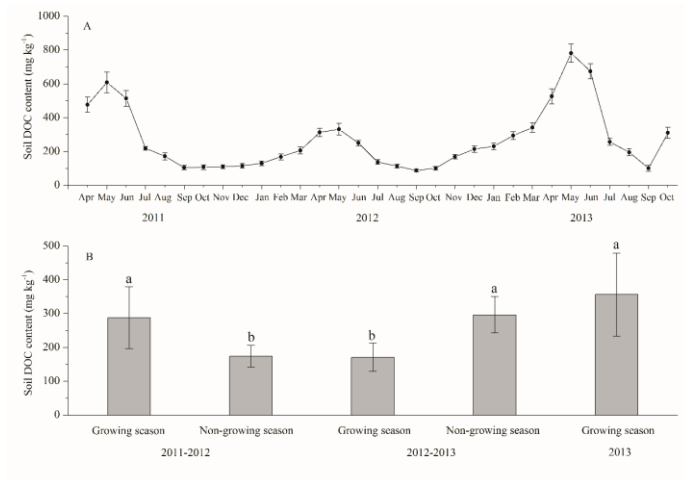 A
Soil DOC content (mg kg-1)
1000
800
600
400
200
0
Apr May Jun Jul Aug Sep Oct Nov Dec Jan Feb Mar Apr May Jun Jul Aug Sep Oct Nov Dec Jan Feb Mar Apr May Jun Jul Aug Sep Oct
2011 2012 2013
B
Soil DOC content (mg kg-1)
500
400
300
200
100
0
a b b a a
Growing season Non-growing season Growing season Non-growing season Growing season
2011-2012 2012-2013 2013